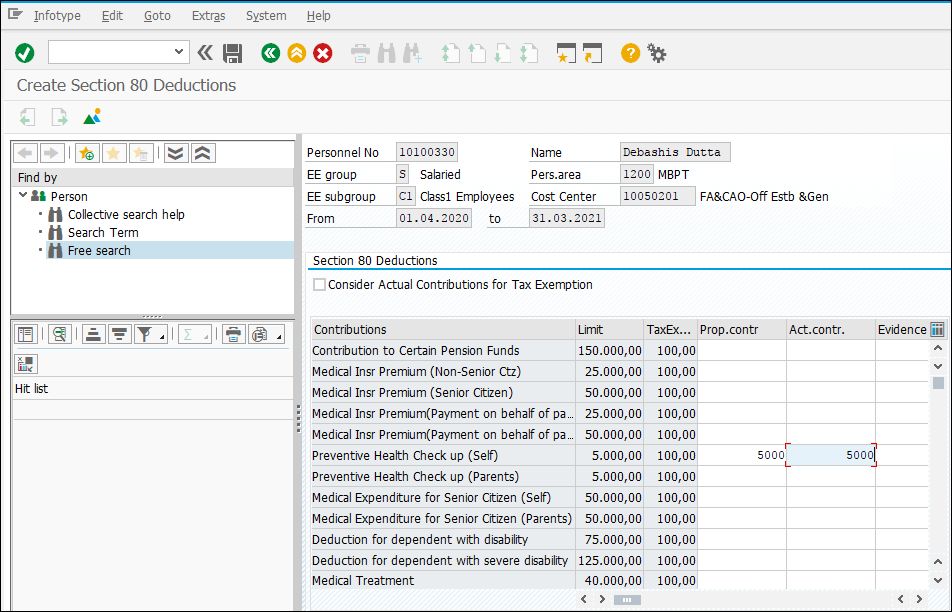 Infotype Edit Goto Extras System Help
Create Section 80 Deductions
Find by
Person
Collective search help
Search Term
Free search
Hit list
Personnel No 10100330 Name Debashis Dutta
EE group S Salaried Pers.area 1200 MBPT
EE subgroup C1 Class1 Employees Cost Center 10050201 FA&CAO-Off Estb &Gen
From 01.04.2020 to 31.03.2021
Section 80 Deductions
Consider Actual Contributions for Tax Exemption
Contributions Limit TaxEx... Prop.contr Act.contr. Evidence
Contribution to Certain Pension Funds 150.000,00 100,00
Medical Insr Premium (Non-Senior Ctz) 25.000,00 100,00
Medical Insr Premium (Senior Citizen) 50.000,00 100,00
Medical Insr Premium(Payment on behalf of pa... 25.000,00 100,00
Medical Insr Premium(Payment on behalf of pa... 50.000,00 100,00
Preventive Health Check up (Self) 5.000,00 100,00 5000 5000
Preventive Health Check up (Parents) 5.000,00 100,00
Medical Expenditure for Senior Citizen (Self) 50.000,00 100,00
Medical Expenditure for Senior Citizen (Parents) 50.000,00 100,00
Deduction for dependent with disability 75.000,00 100,00
Deduction for dependent with severe disability 125.000,00 100,00
Medical Treatment 40.000,00 100,00